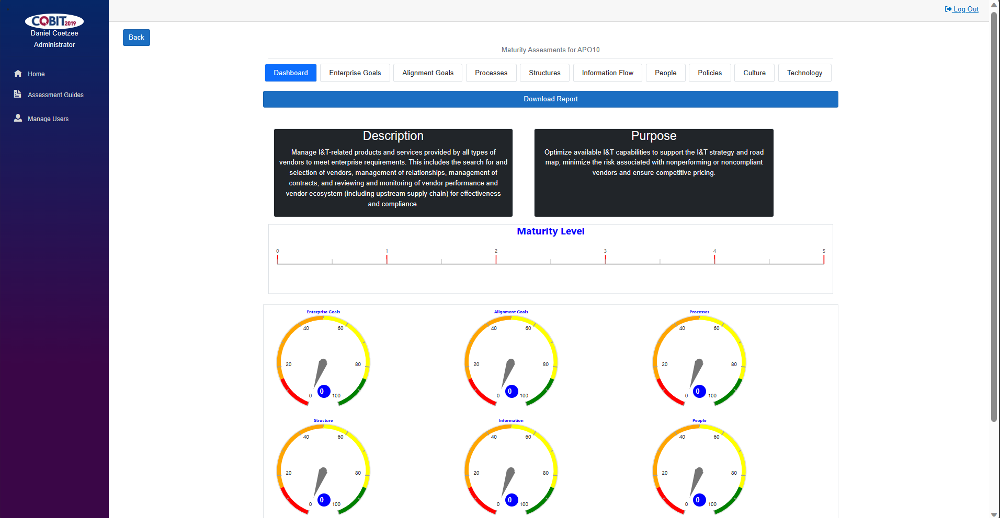 COBIT 2019
Daniel Coetzee
Administrator
Home
Assessment Guides
Manage Users
Log Out
Back
Maturity Assesments for APO10
Dashboard Enterprise Goals Alignment Goals Processes Structures Information Flow People Policies Culture Technology
Download Report
Description
Manage I&T-related products and services provided by all types of
vendors to meet enterprise requirements. This includes the search for and
selection of vendors, management of relationships, management of
contracts, and reviewing and monitoring of vendor performance and
vendor ecosystem (including upstream supply chain) for effectiveness
and compliance.
Purpose
Optimize available I&T capabilities to support the I&T strategy and road
map, minimize the risk associated with nonperforming or noncompliant
vendors and ensure competitive pricing.
Maturity Level
0 1 2 3 4 5
Enterprise Goals
40 60
20 80
0 0 100
Alignment Goals
40 60
20 80
0 0 100
Processes
40 60
20 80
0 0 100
Structure
40 60
20 80
0 0 100
Information
40 60
20 80
0 0 100
People
40 60
20 80
0 0 100